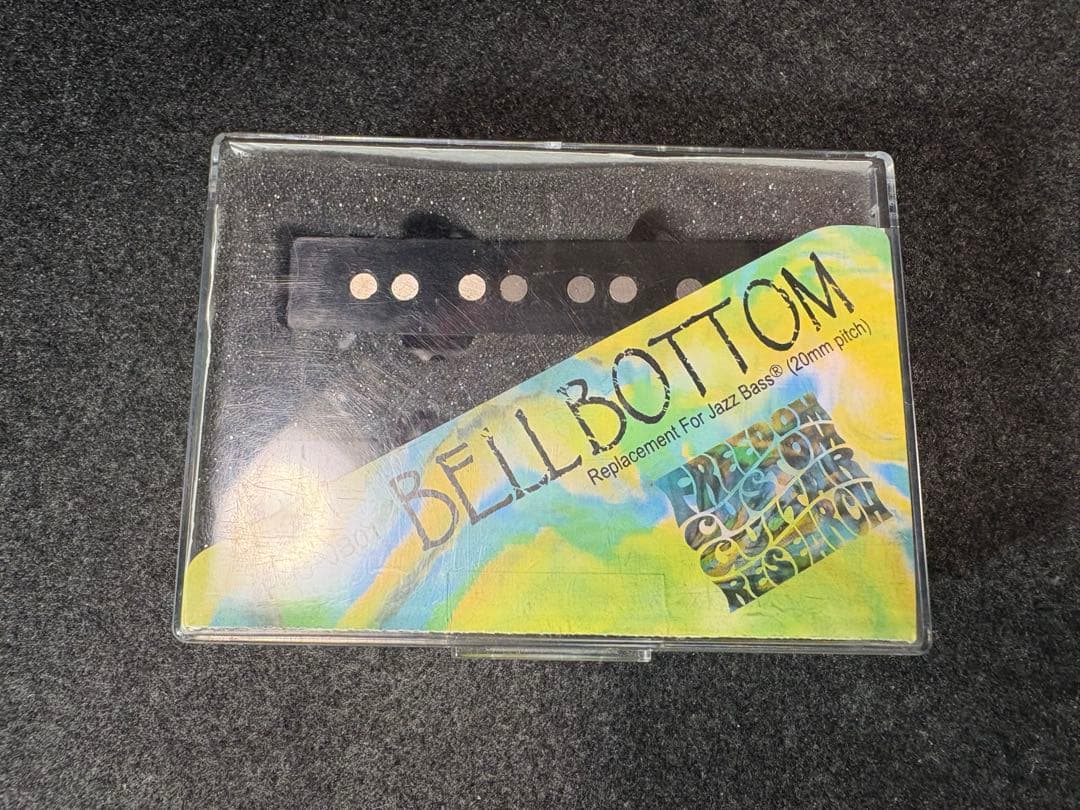 BELLBOTTOM
Replacement For Jazz Bass® (20mm pitch)
FREEDOM
CUSTOM
GUITAR
RESEARCH